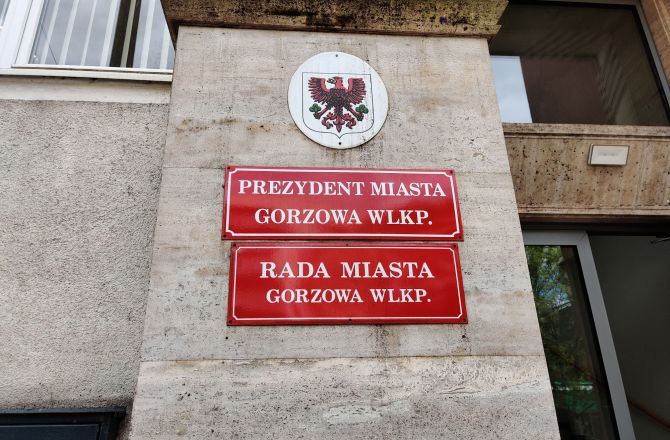 PREZYDENT MIASTA
GORZOWA WLKP.
RADA MIASTA
GORZOWA WLKP.